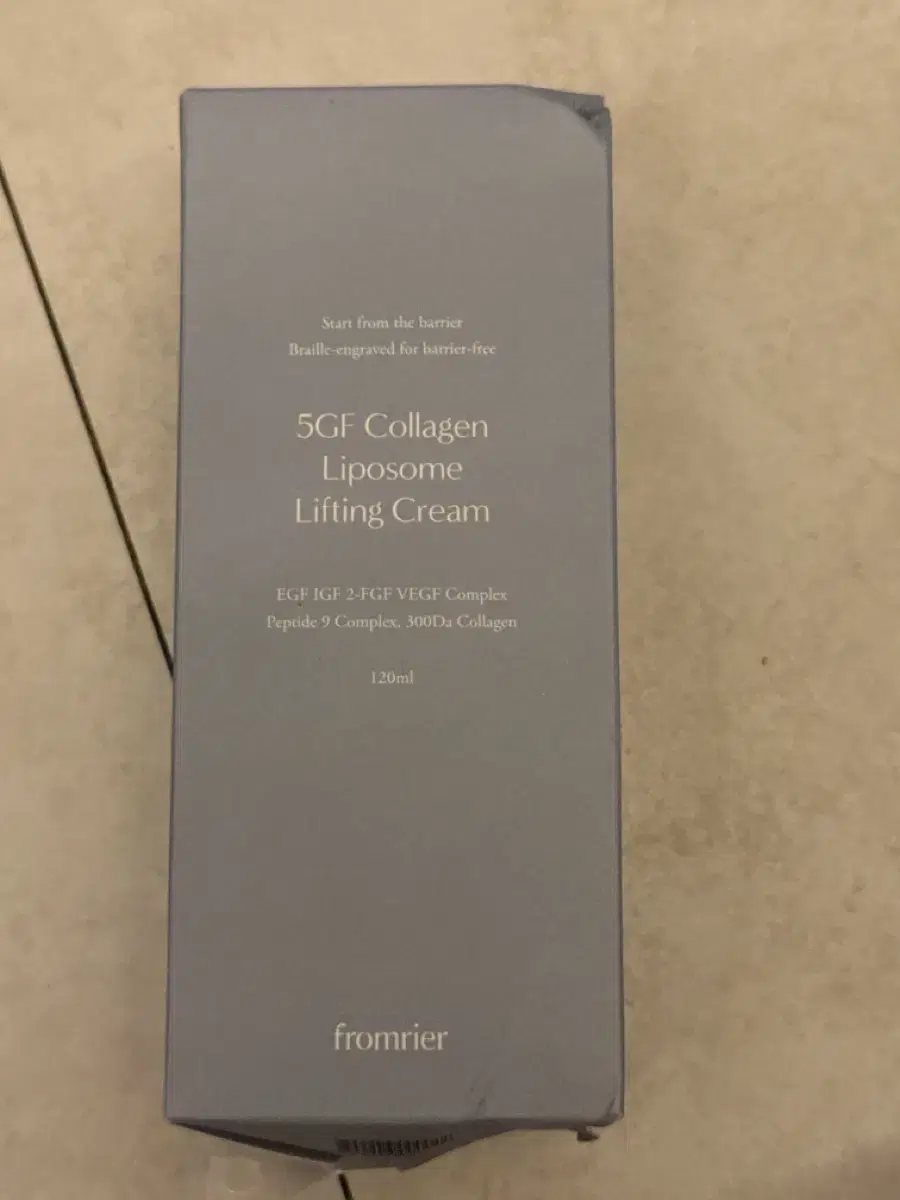 Start from the barrier
Braille-engraved for barrier-free
5GF Collagen
Liposome
Lifting Cream
EGF IGF 2-FGF VEGF Complex
Peptide 9 Complex, 300Da Collagen
120ml
fromrier